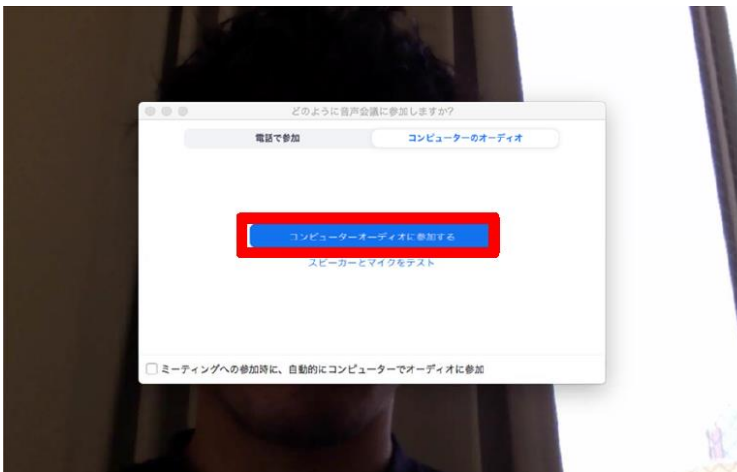 どのように音声会議に参加しますか?
電話で参加
コンピューターのオーディオ
コンピューターオーディオに参加する
スピーカーとマイクをテスト
ミーティングへの参加時に、自動的にコンピューターでオーディオに参加